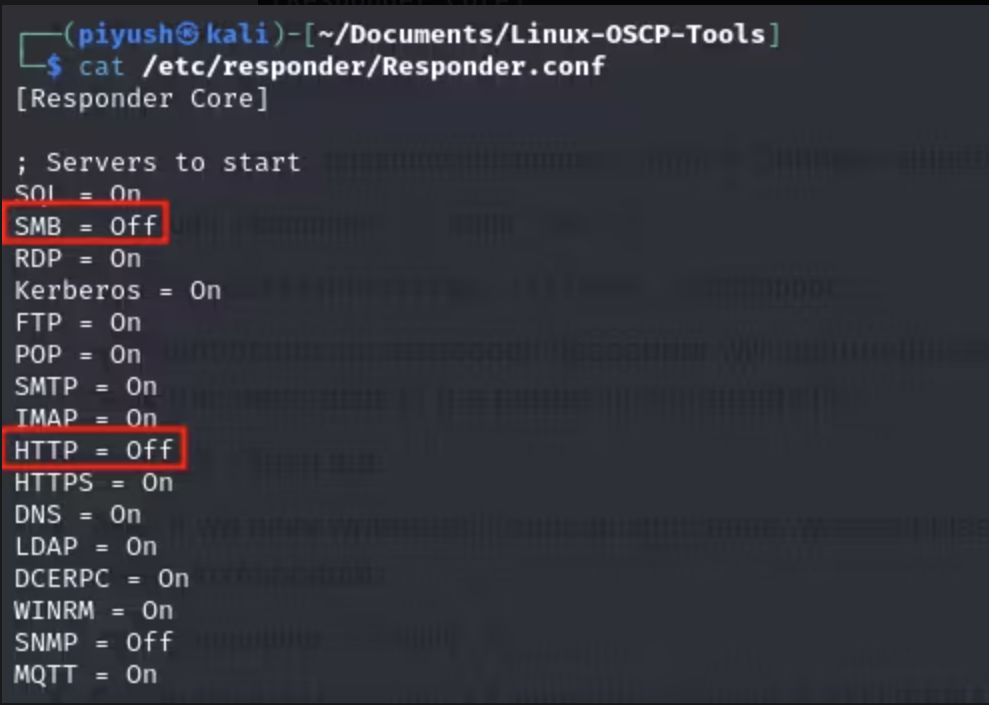 (piyush㉿kali)-[~/Documents/Linux-OSCP-Tools]
$ cat /etc/responder/Responder.conf
[Responder Core]
; Servers to start
SQL = On
SMB = Off
RDP = On
Kerberos = On
FTP = On
POP = On
SMTP = On
IMAP = On
HTTP = Off
HTTPS = On
DNS = On
LDAP = On
DCERPC = On
WINRM = On
SNMP = Off
MQTT = On